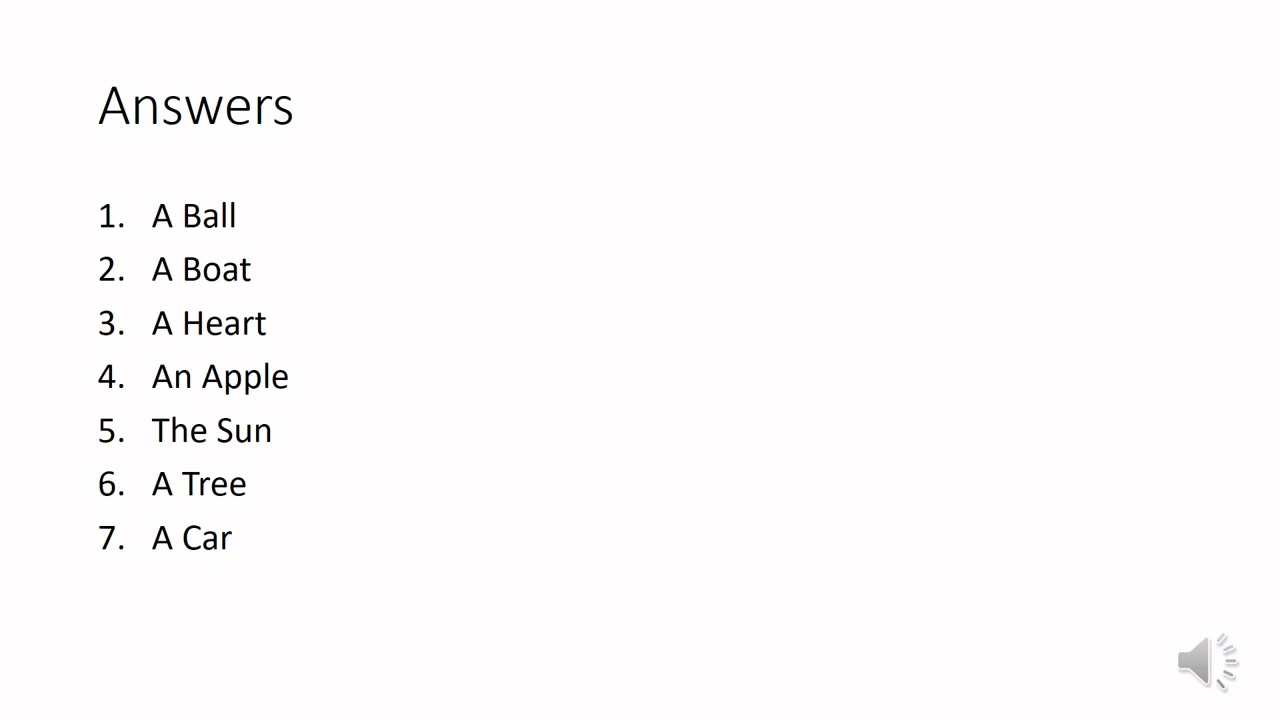 Answers
1. A Ball
2. A Boat
3. A Heart
4. An Apple
5. The Sun
6. A Tree
7. A Car